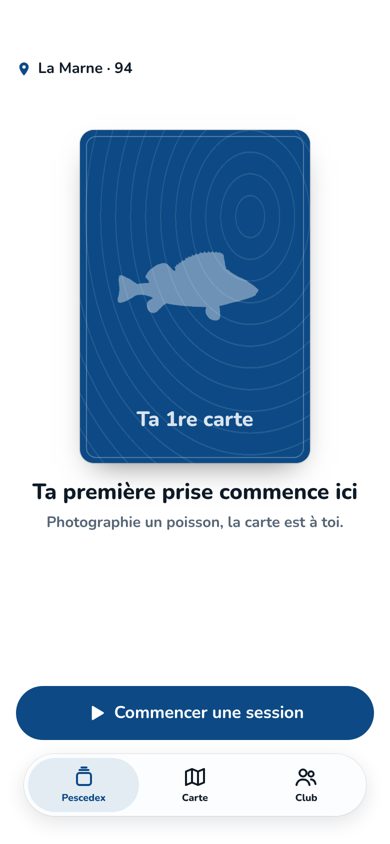 La Marne · 94
Ta 1re carte
Ta première prise commence ici
Photographie un poisson, la carte est à toi.
Commencer une session
Pescedex
Carte
Club